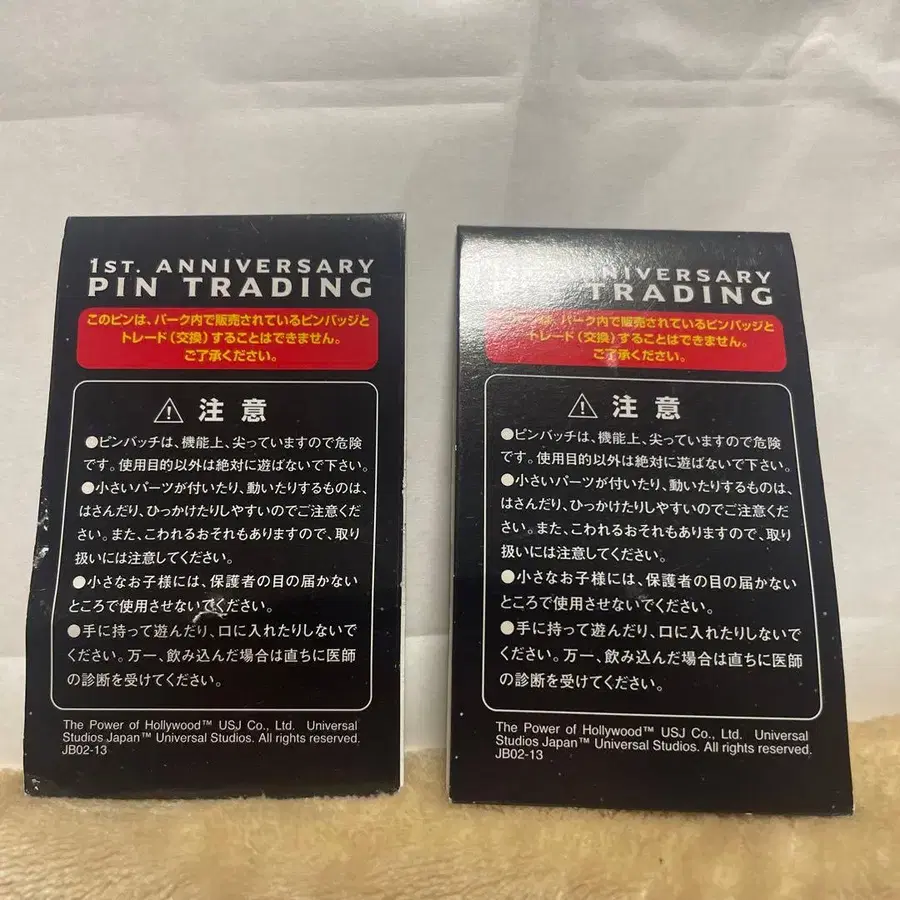 1ST. ANNIVERSARY
PIN TRADING
このピンは、パーク内で販売されているピンバッジと
トレード(交換)することはできません。
ご了承ください。
⚠ 注意
●ピンバッチは、機能上、尖っていますので危険
です。使用目的以外は絶対に遊ばないで下さい。
●小さいパーツが付いたり、動いたりするものは、
はさんだり、ひっかけたりしやすいのでご注意くだ
さい。また、こわれるおそれもありますので、取り
扱いには注意してください。
●小さなお子様には、保護者の目の届かない
ところで使用させないでください。
●手に持って遊んだり、口に入れたりしないで
ください。万一、飲み込んだ場合は直ちに医師
の診断を受けてください。
The Power of Hollywood™ USJ Co., Ltd. Universal
Studios Japan™ Universal Studios. All rights reserved.
JB02-13
1ST. ANNIVERSARY
PIN TRADING
このピンは、パーク内で販売されているピンバッジと
トレード(交換)することはできません。
ご了承ください。
⚠ 注意
●ピンバッチは、機能上、尖っていますので危険
です。使用目的以外は絶対に遊ばないで下さい。
●小さいパーツが付いたり、動いたりするものは、
はさんだり、ひっかけたりしやすいのでご注意くだ
さい。また、こわれるおそれもありますので、取り
扱いには注意してください。
●小さなお子様には、保護者の目の届かない
ところで使用させないでください。
●手に持って遊んだり、口に入れたりしないで
ください。万一、飲み込んだ場合は直ちに医師
の診断を受けてください。
The Power of Hollywood™ USJ Co., Ltd. Universal
Studios Japan™ Universal Studios. All rights reserved.
JB02-13